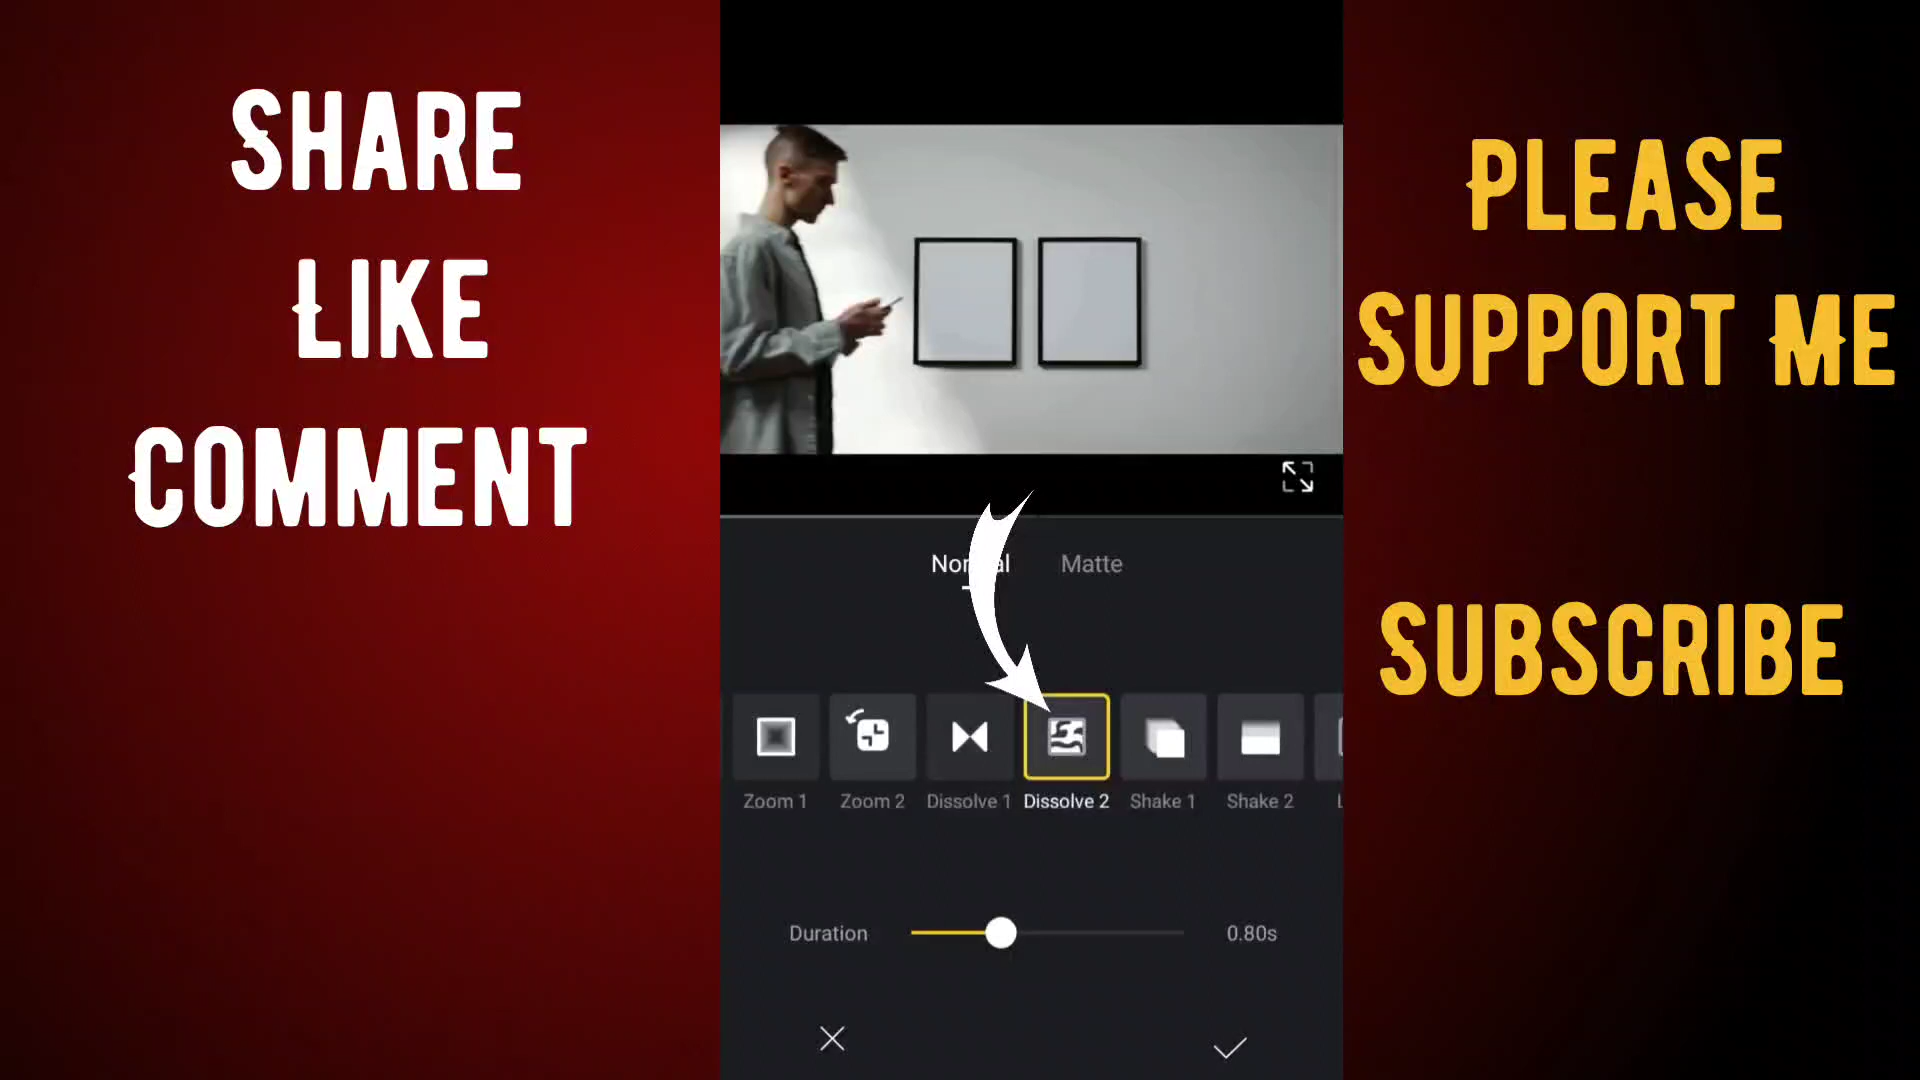 SHARE
LIKE
COMMENT
Normal Matte
Zoom 1 Zoom 2 Dissolve 1 Dissolve 2 Shake 1 Shake 2
Duration 0.80s
PLEASE
SUPPORT ME
SUBSCRIBE